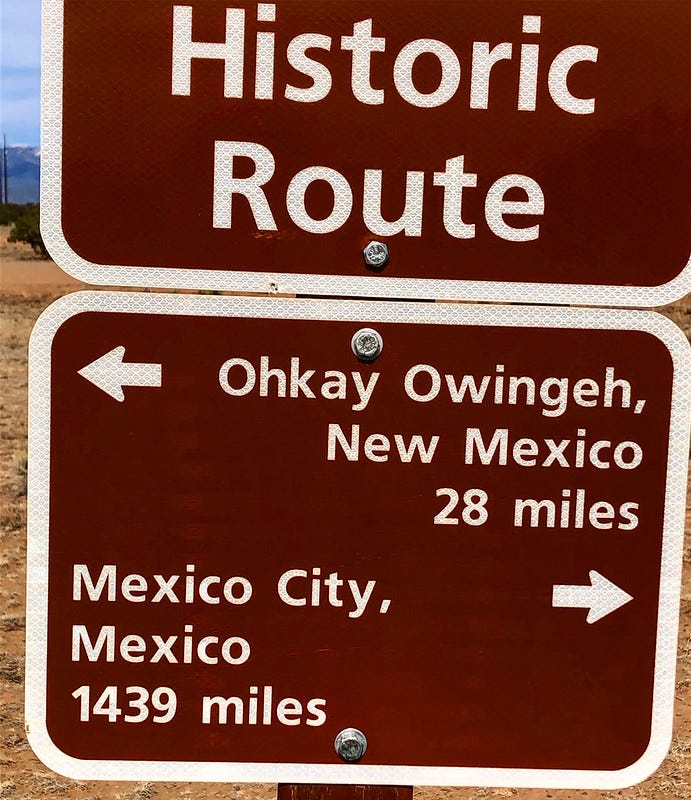 Historic
Route
Ohkay Owingeh,
New Mexico
28 miles
Mexico City,
Mexico
1439 miles